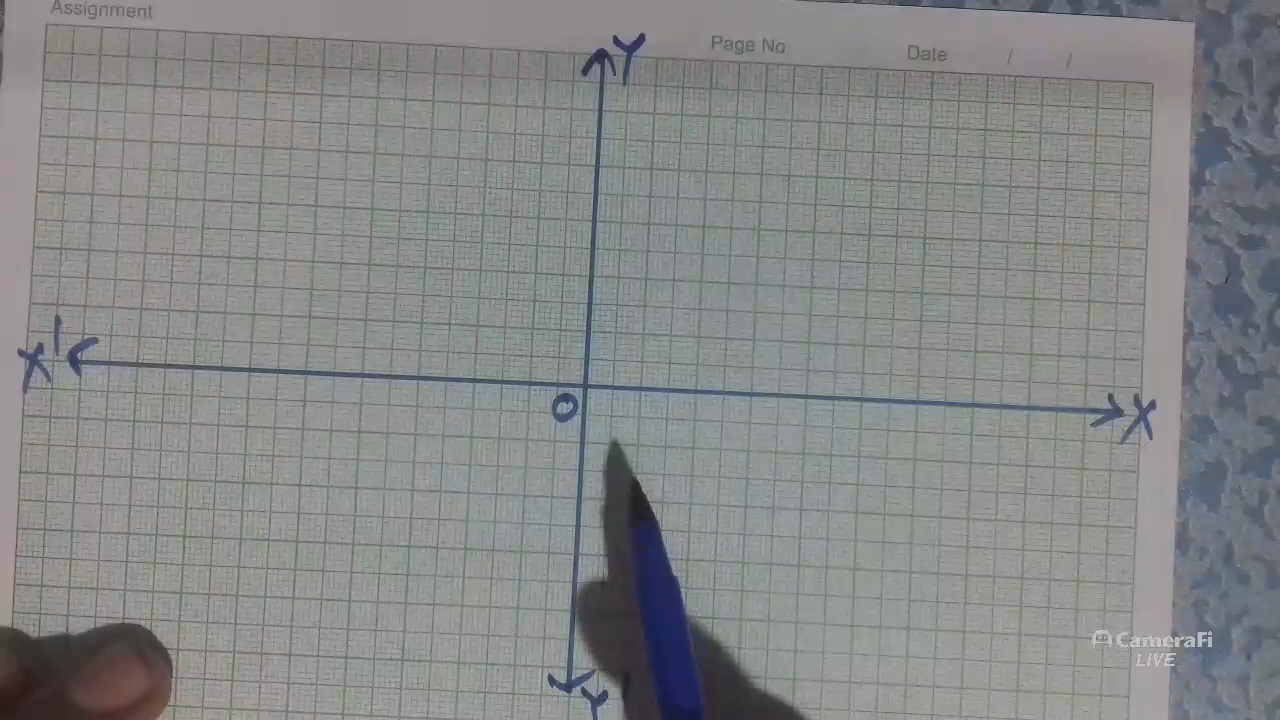 Assignment
Page No
Date / /
Y
X'
X
O
Y
CameraFi
LIVE